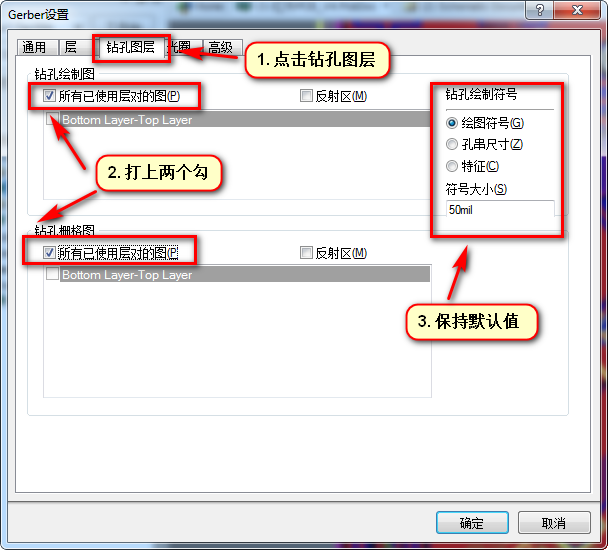 Gerber设置
通用 层 钻孔图层 光圈 高级
1. 点击钻孔图层
钻孔绘制图
所有已使用层对的图(P) 反射区(M)
Bottom Layer-Top Layer
钻孔绘制符号
绘图符号(G)
孔串尺寸(Z)
特征(C)
符号大小(S)
50mil
2. 打上两个勾
钻孔栅格图
所有已使用层对的图(P) 反射区(M)
Bottom Layer-Top Layer
3. 保持默认值
确定 取消